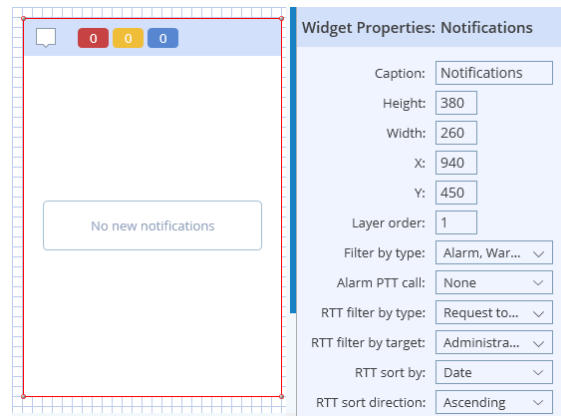 0 0 0
No new notifications
Widget Properties: Notifications
Caption: Notifications
Height: 380
Width: 260
X: 940
Y: 450
Layer order: 1
Filter by type: Alarm, War...
Alarm PTT call: None
RTT filter by type: Request to...
RTT filter by target: Administra...
RTT sort by: Date
RTT sort direction: Ascending